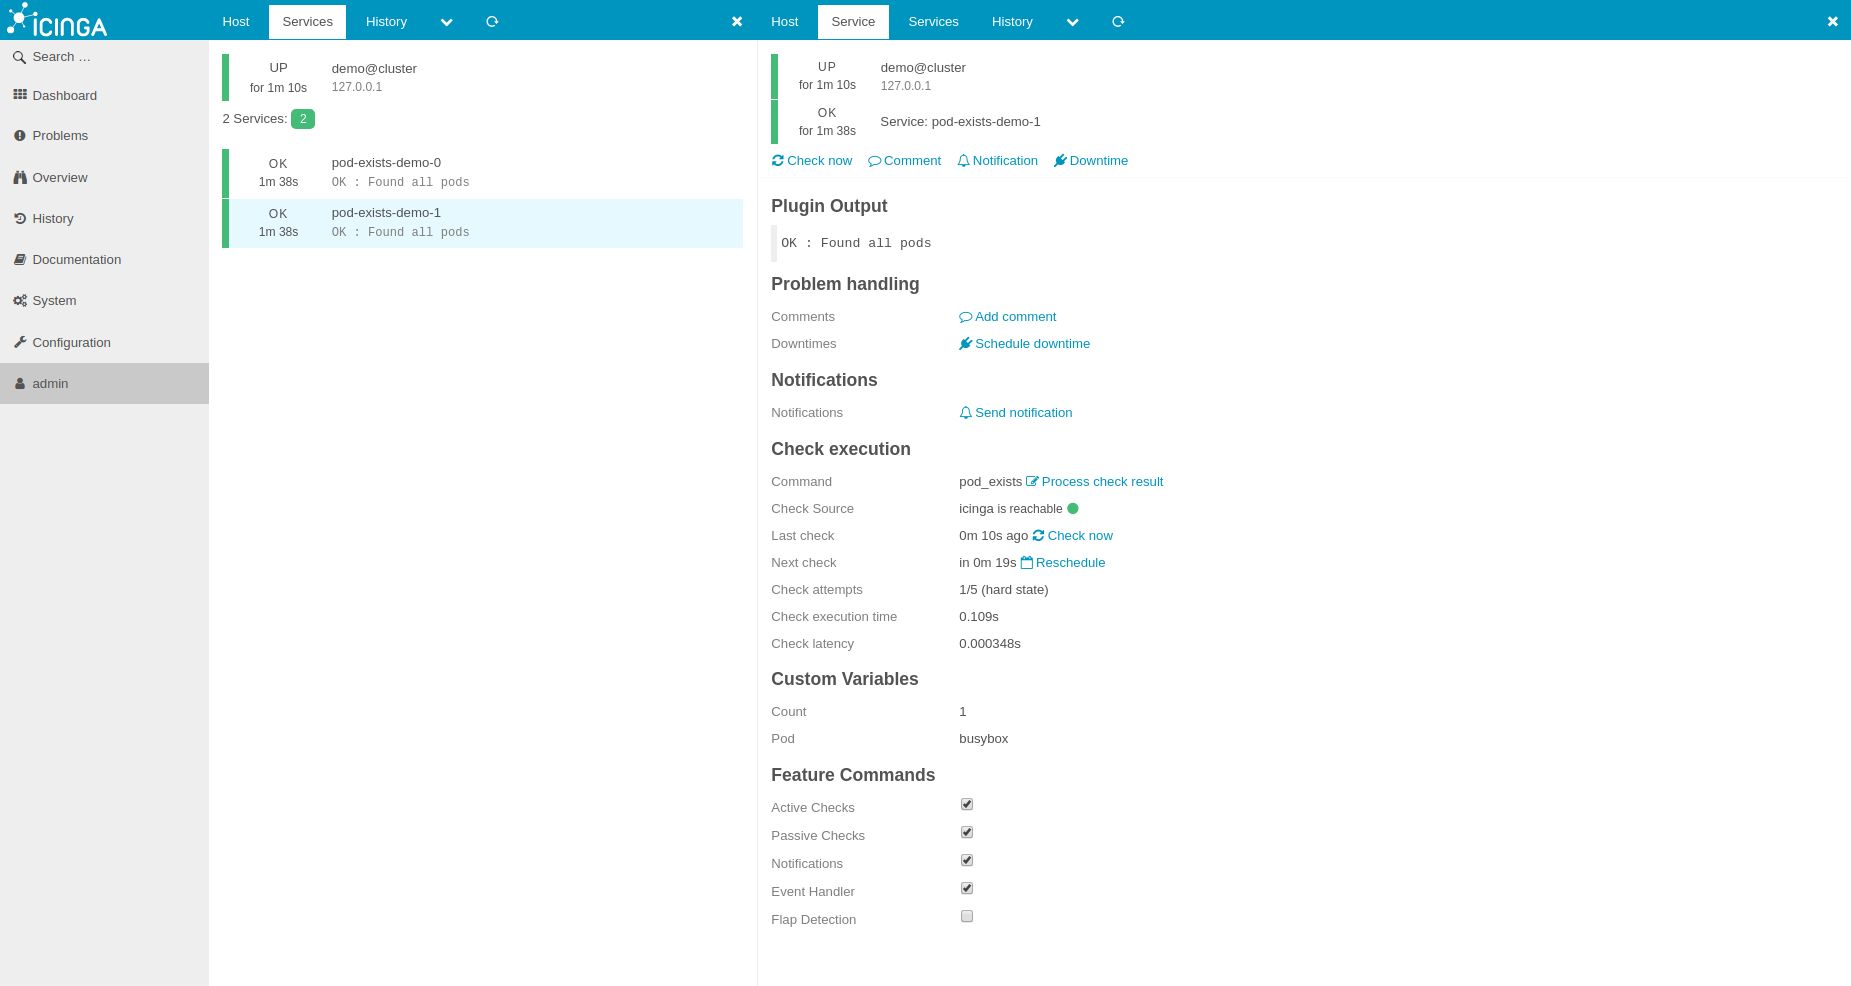 iCiNGA
Host Services History
Host Service Services History
Search ...
Dashboard
Problems
Overview
History
Documentation
System
Configuration
admin
UP demo@cluster
for 1m 10s 127.0.0.1
2 Services: 2
OK pod-exists-demo-0
1m 38s OK : Found all pods
OK pod-exists-demo-1
1m 38s OK : Found all pods
UP demo@cluster
for 1m 10s 127.0.0.1
OK
for 1m 38s Service: pod-exists-demo-1
Check now Comment Notification Downtime
Plugin Output
OK : Found all pods
Problem handling
Comments Add comment
Downtimes Schedule downtime
Notifications
Notifications Send notification
Check execution
Command pod_exists Process check result
Check Source icinga is reachable
Last check 0m 10s ago Check now
Next check in 0m 19s Reschedule
Check attempts 1/5 (hard state)
Check execution time 0.109s
Check latency 0.000348s
Custom Variables
Count 1
Pod busybox
Feature Commands
Active Checks
Passive Checks
Notifications
Event Handler
Flap Detection